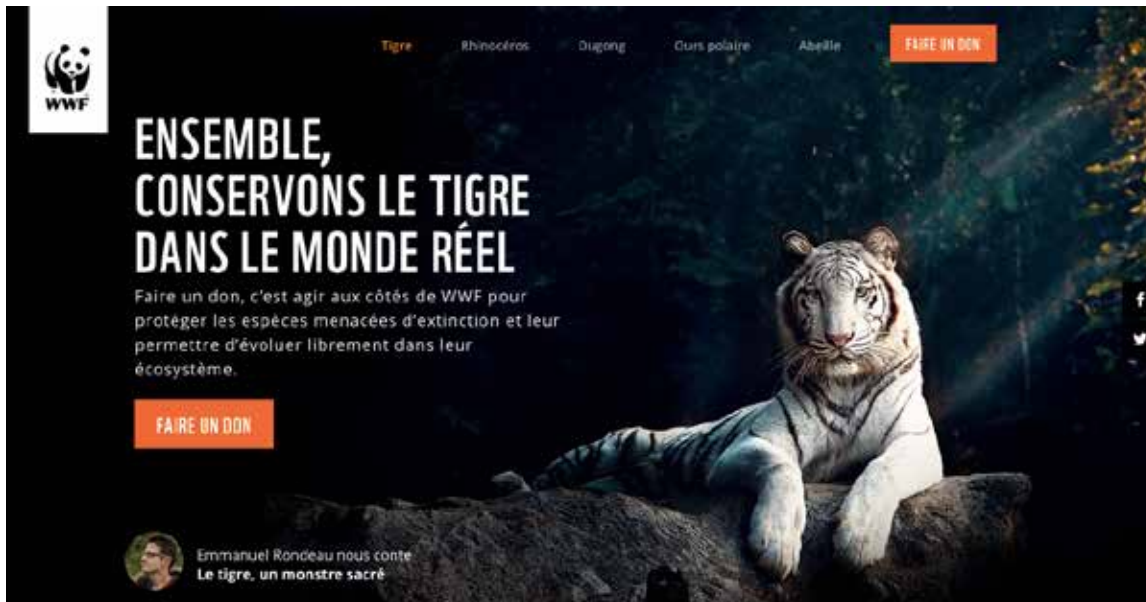 WWF
Tigre Rhinocéros Dugong Ours polaire Abeille FAIRE UN DON
ENSEMBLE,
CONSERVONS LE TIGRE
DANS LE MONDE RÉEL
Faire un don, c'est agir aux côtés de WWF pour
protéger les espèces menacées d'extinction et leur
permettre d'évoluer librement dans leur
écosystème.
FAIRE UN DON
Emmanuel Rondeau nous conte
Le tigre, un monstre sacré